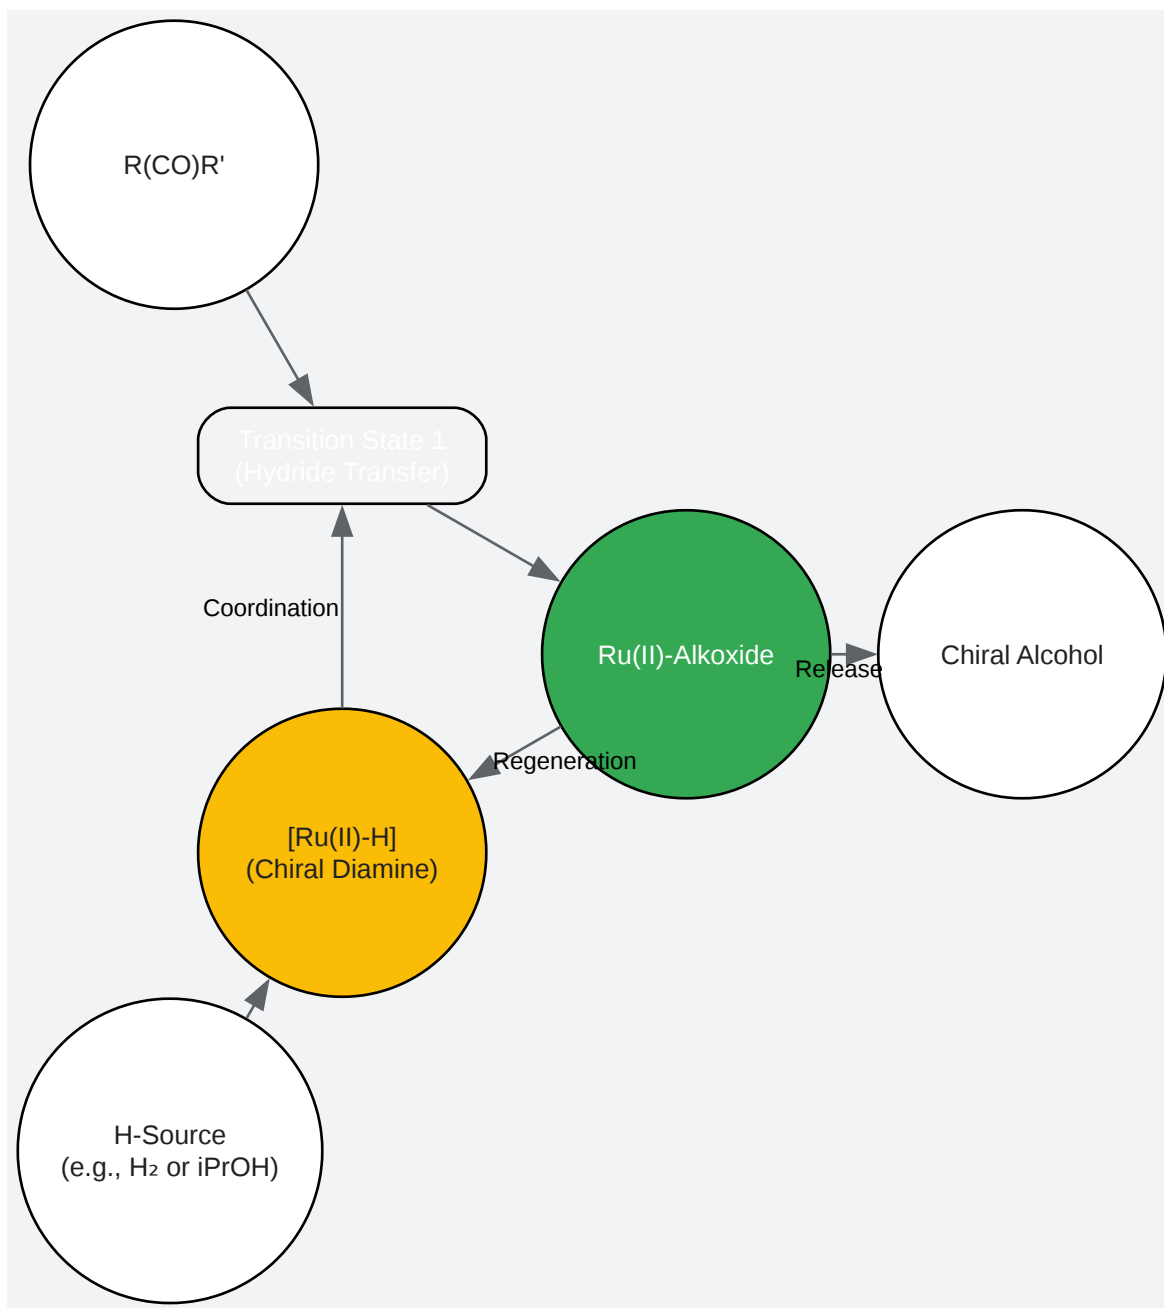 R(CO)R'
Transition State 1
(Hydride Transfer)
Coordination
Ru(II)-Alkoxide
Release
Chiral Alcohol
Regeneration
[Ru(II)-H]
(Chiral Diamine)
H-Source
(e.g., H₂ or iPrOH)